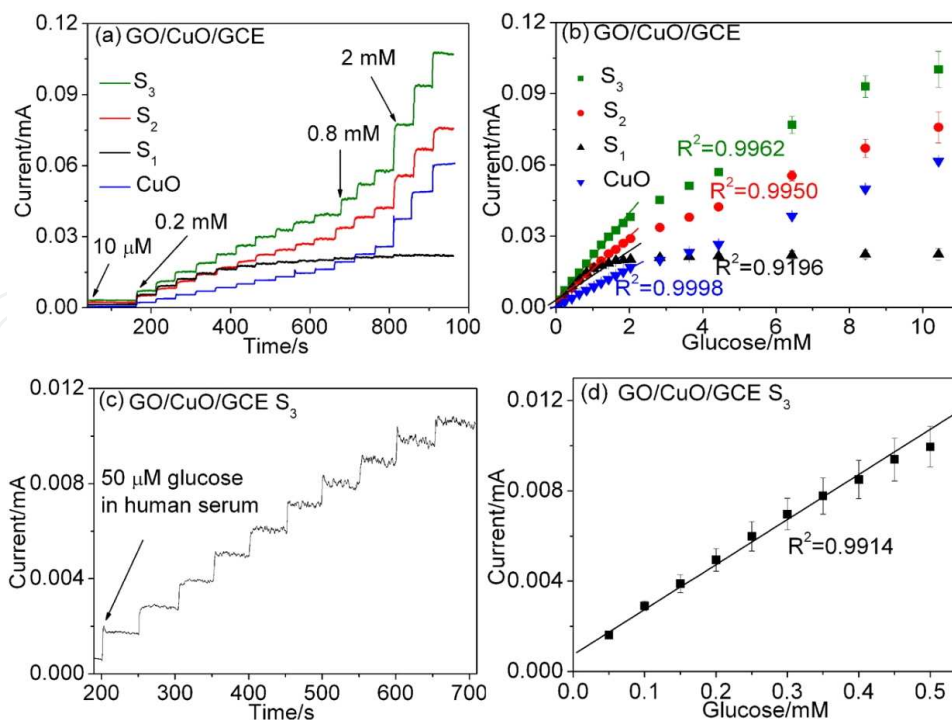 (a) GO/CuO/GCE
S3
S2
S1
CuO
10 μM
0.2 mM
0.8 mM
2 mM
Current/mA
0.12
0.09
0.06
0.03
0.00
100 200 300 400 500 600 700 800 900 100
Time/s
(b) GO/CuO/GCE
S3
S2
S1
CuO
R2=0.9962
R2=0.9950
R2=0.9196
R2=0.9998
Current/mA
0.12
0.09
0.06
0.03
0.00
0 2 4 6 8 10
Glucose/mM
(c) GO/CuO/GCE S3
50 μM glucose
in human serum
Current/mA
0.012
0.008
0.004
0.000
200 300 400 500 600 700
Time/s
(d) GO/CuO/GCE S3
R2=0.9914
Current/mA
0.012
0.008
0.004
0.000
0.0 0.1 0.2 0.3 0.4 0.5
Glucose/mM